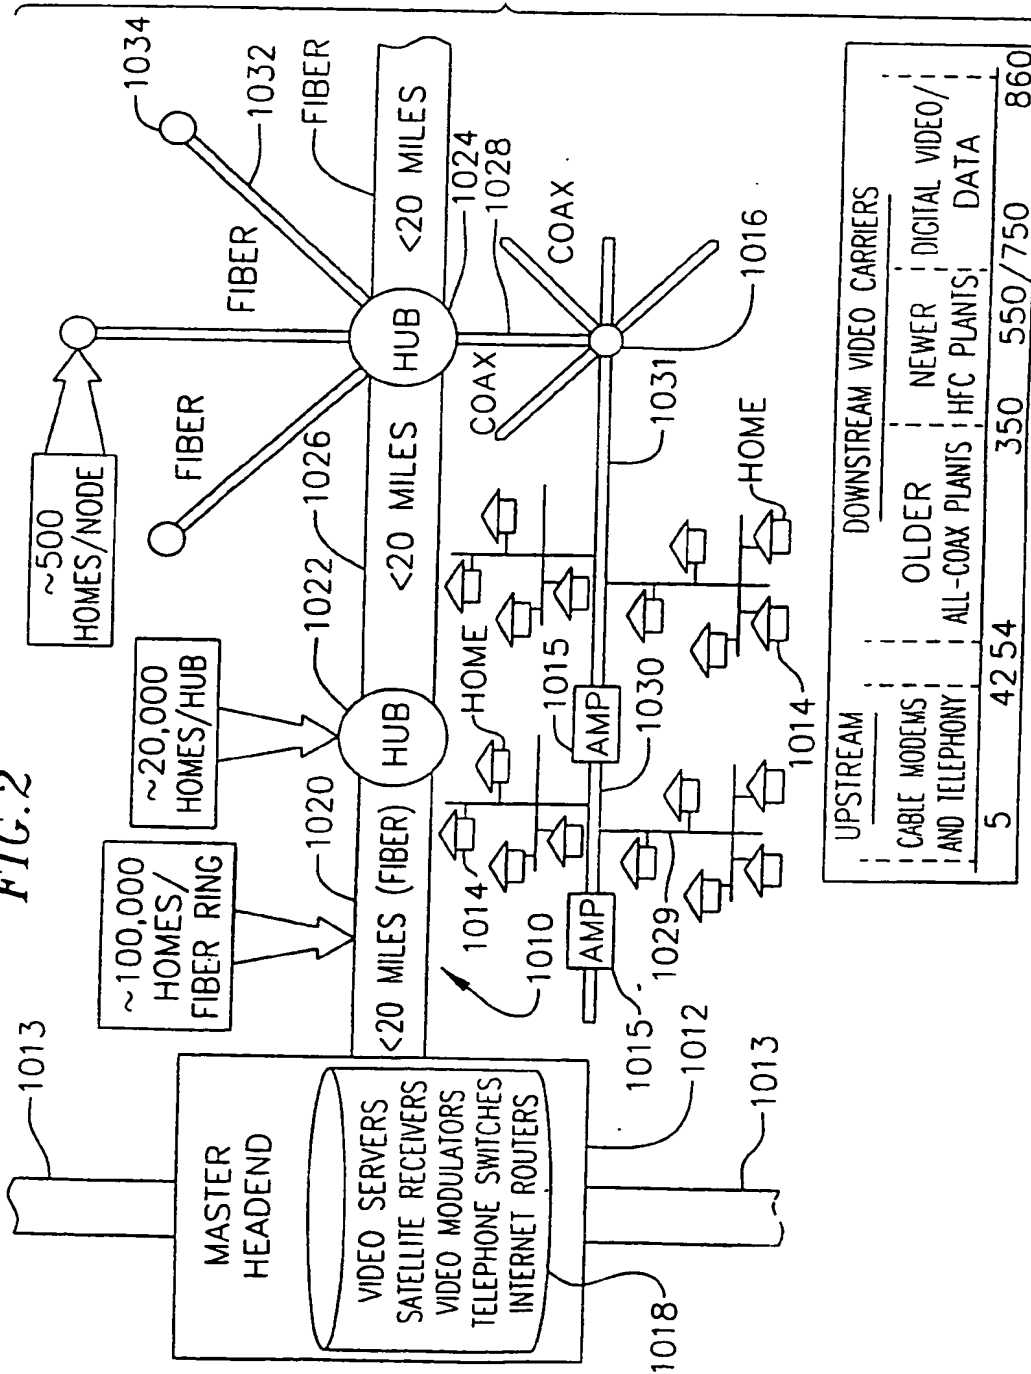 FIG.2
~100,000
HOMES/
FIBER RING
~20,000
HOMES/HUB
~500
HOMES/NODE
1013
MASTER
HEADEND
VIDEO SERVERS
SATELLITE RECEIVERS
VIDEO MODULATORS
TELEPHONE SWITCHES
INTERNET ROUTERS
1018
1012
1013
1020
<20 MILES (FIBER)
1010
HUB
1022
1026
<20 MILES
HUB
1024
1028
<20 MILES
FIBER
FIBER
FIBER
1032
1034
COAX
COAX
1016
1031
HOME
HOME
1014
1014
AMP
1015
AMP
1015
1029
1030
UPSTREAM
DOWNSTREAM VIDEO CARRIERS
CABLE MODEMS
AND TELEPHONY
OLDER
ALL-COAX PLANTS
NEWER
HFC PLANTS
DIGITAL VIDEO/
DATA
5 42 54 350 550/750 860